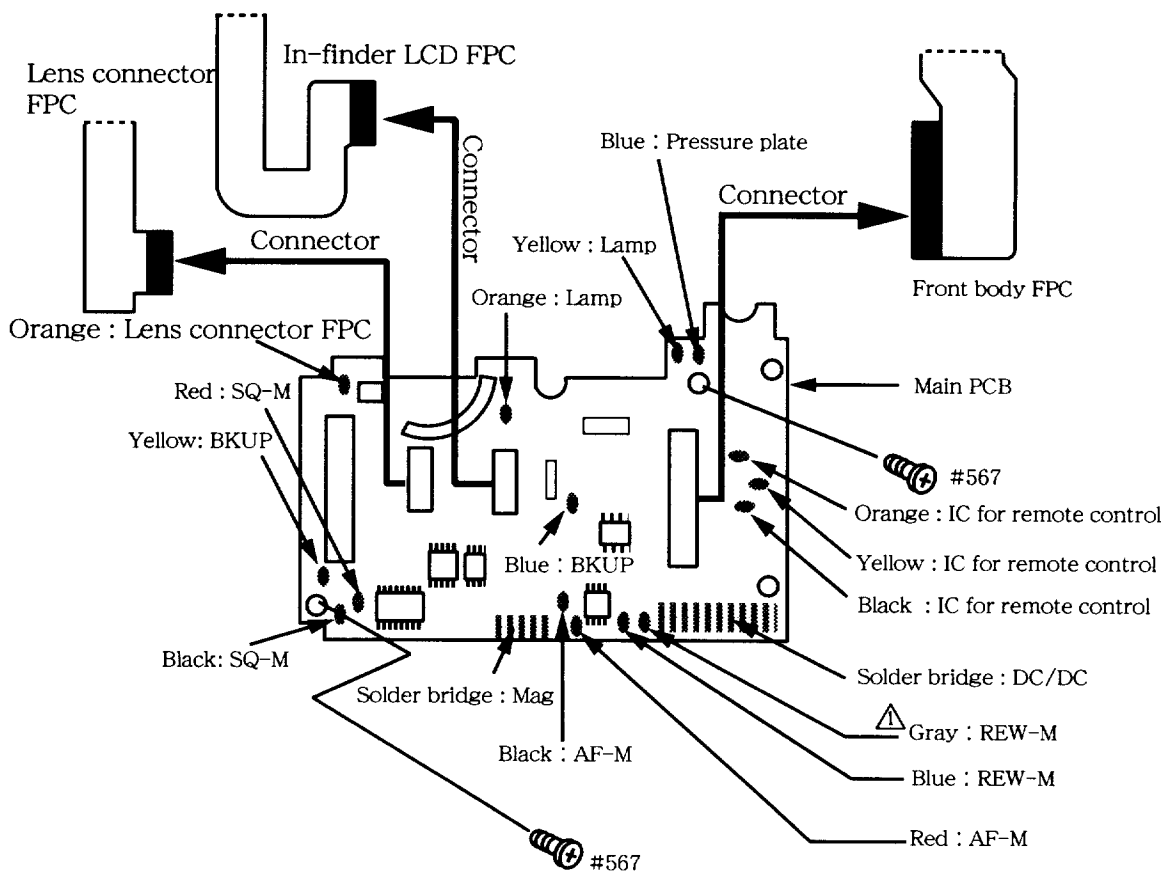 In-finder LCD FPC
Lens connector
FPC
Blue : Pressure plate
Connector
Connector
Yellow : Lamp
Connector
Orange : Lamp
Front body FPC
Orange : Lens connector FPC
Red : SQ-M
Main PCB
Yellow: BKUP
#567
Orange : IC for remote control
Blue : BKUP
Yellow : IC for remote control
Black : IC for remote control
Black: SQ-M
Solder bridge : Mag
Solder bridge : DC/DC
1
Gray : REW-M
Black : AF-M
Blue : REW-M
Red : AF-M
#567